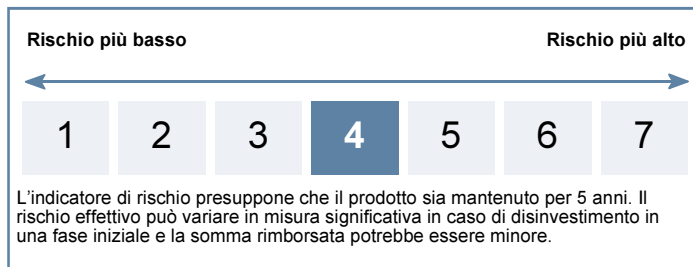 Rischio più basso Rischio più alto
1 2 3 4 5 6 7
L'indicatore di rischio presuppone che il prodotto sia mantenuto per 5 anni. Il
rischio effettivo può variare in misura significativa in caso di disinvestimento in
una fase iniziale e la somma rimborsata potrebbe essere minore.